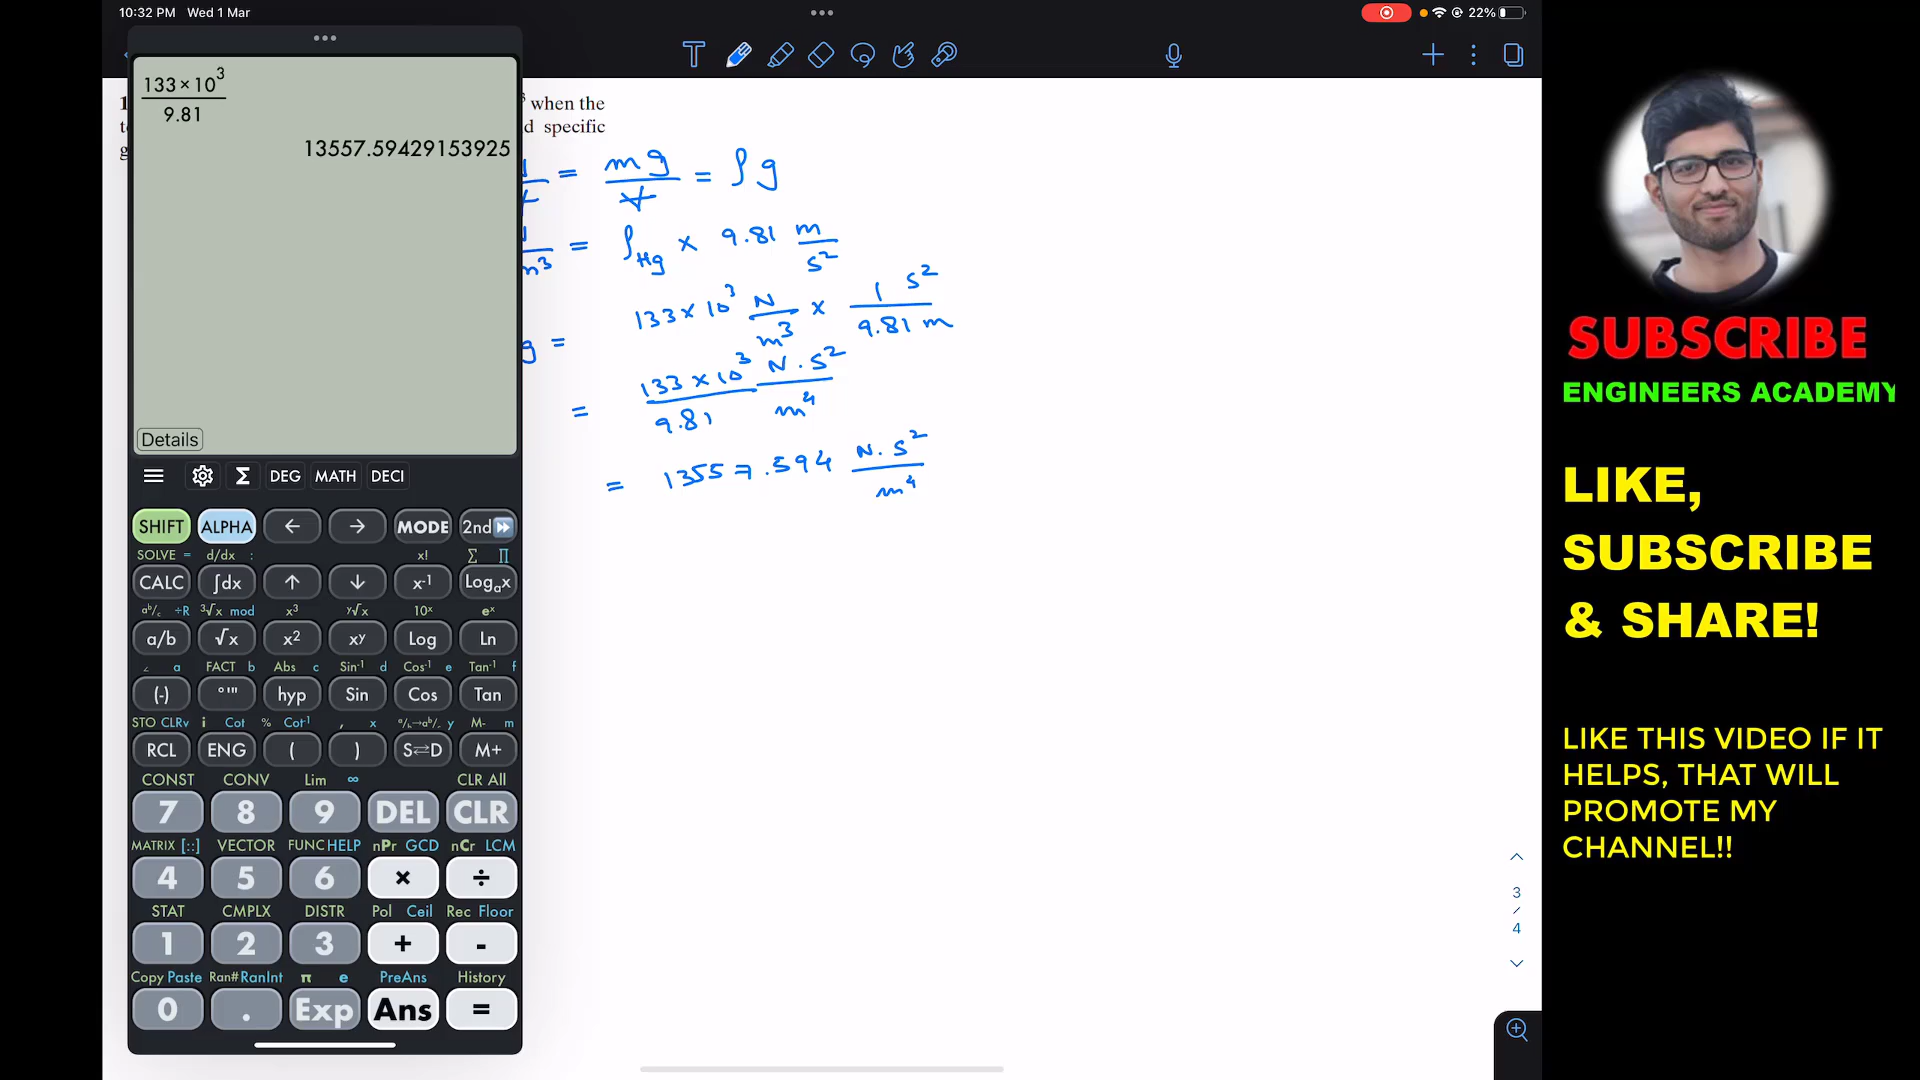 10:32 PM Wed 1 Mar
22%
133×10³
9.81
13557.59429153925
Details
DEG MATH DECI
SHIFT ALPHA ← → MODE 2nd
SOLVE = d/dx : x! Σ Π
CALC ∫dx ↑ ↓ x⁻¹ Logₐx
aᵇ/c ÷R ³√x mod x³ ʸ√x 10ˣ eˣ
a/b √x x² xʸ Log Ln
∠ a FACT b Abs c Sin⁻¹ d Cos⁻¹ e Tan⁻¹ f
(-) °'" hyp Sin Cos Tan
STO CLRv i Cot % Cot⁻¹ , x y M- m
RCL ENG ( ) S⇄D M+
CONST CONV Lim ∞ CLR All
7 8 9 DEL CLR
MATRIX [::] VECTOR FUNC HELP nPr GCD nCr LCM
4 5 6 × ÷
STAT CMPLX DISTR Pol Ceil Rec Floor
1 2 3 + -
Copy Paste Ran# RanInt π e PreAns History
0 . Exp Ans =
when the
d specific
= mg/V = ρg
m³ = ρHg × 9.81 m/s²
g = 133×10³ N/m³ × 1 s²/9.81 m
= 133×10³/9.81 N.s²/m⁴
= 13557.594 N.s²/m⁴
3
/
4
SUBSCRIBE
ENGINEERS ACADEMY
LIKE,
SUBSCRIBE
& SHARE!
LIKE THIS VIDEO IF IT
HELPS, THAT WILL
PROMOTE MY
CHANNEL!!